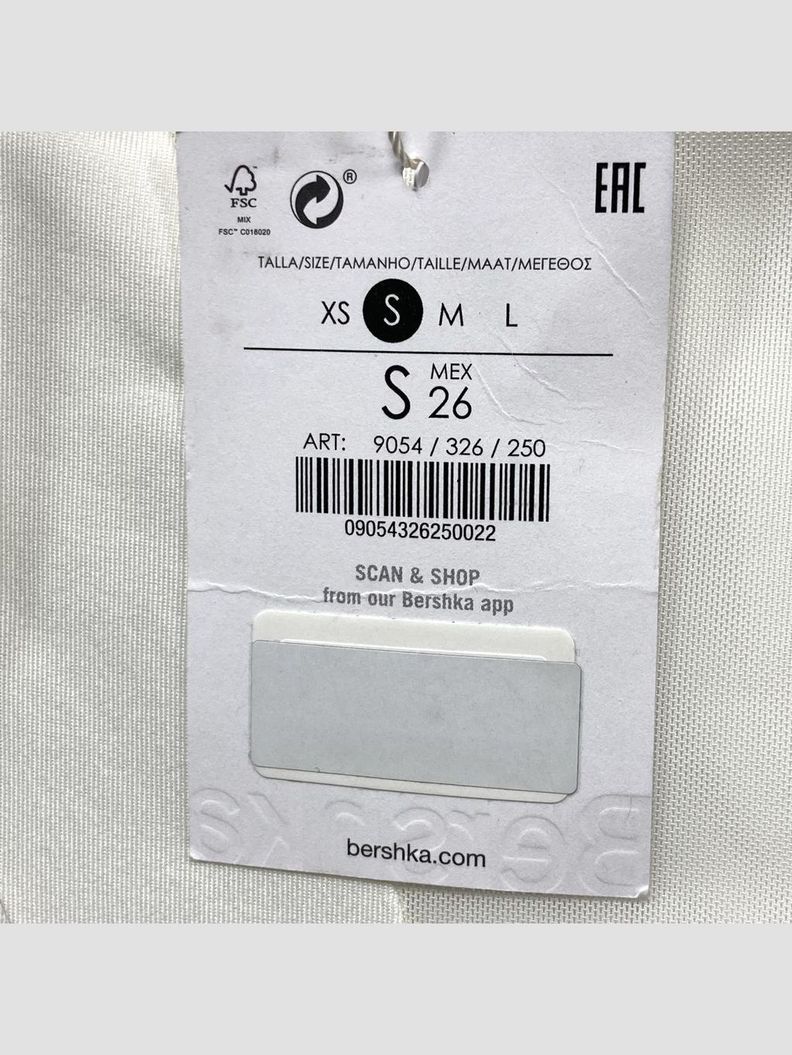 FSC
MIX
FSC™ C018020
®
EAC
TALLA/SIZE/TAMANHO/TAILLE/MAAT/ΜΕΓΕΘΟΣ
XS S M L
S MEX 26
ART: 9054 / 326 / 250
09054326250022
SCAN & SHOP
from our Bershka app
Bershka
bershka.com